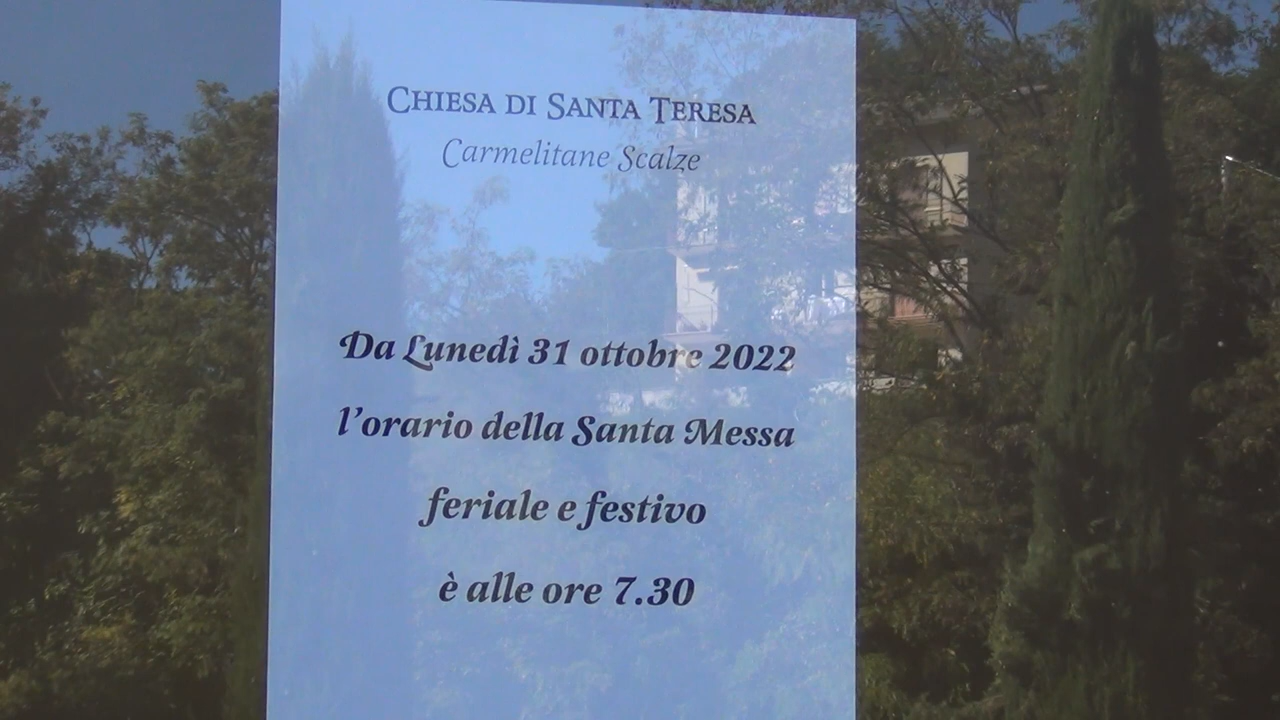 CHIESA DI SANTA TERESA
Carmelitane Scalze
Da Lunedì 31 ottobre 2022
l'orario della Santa Messa
feriale e festivo
è alle ore 7.30